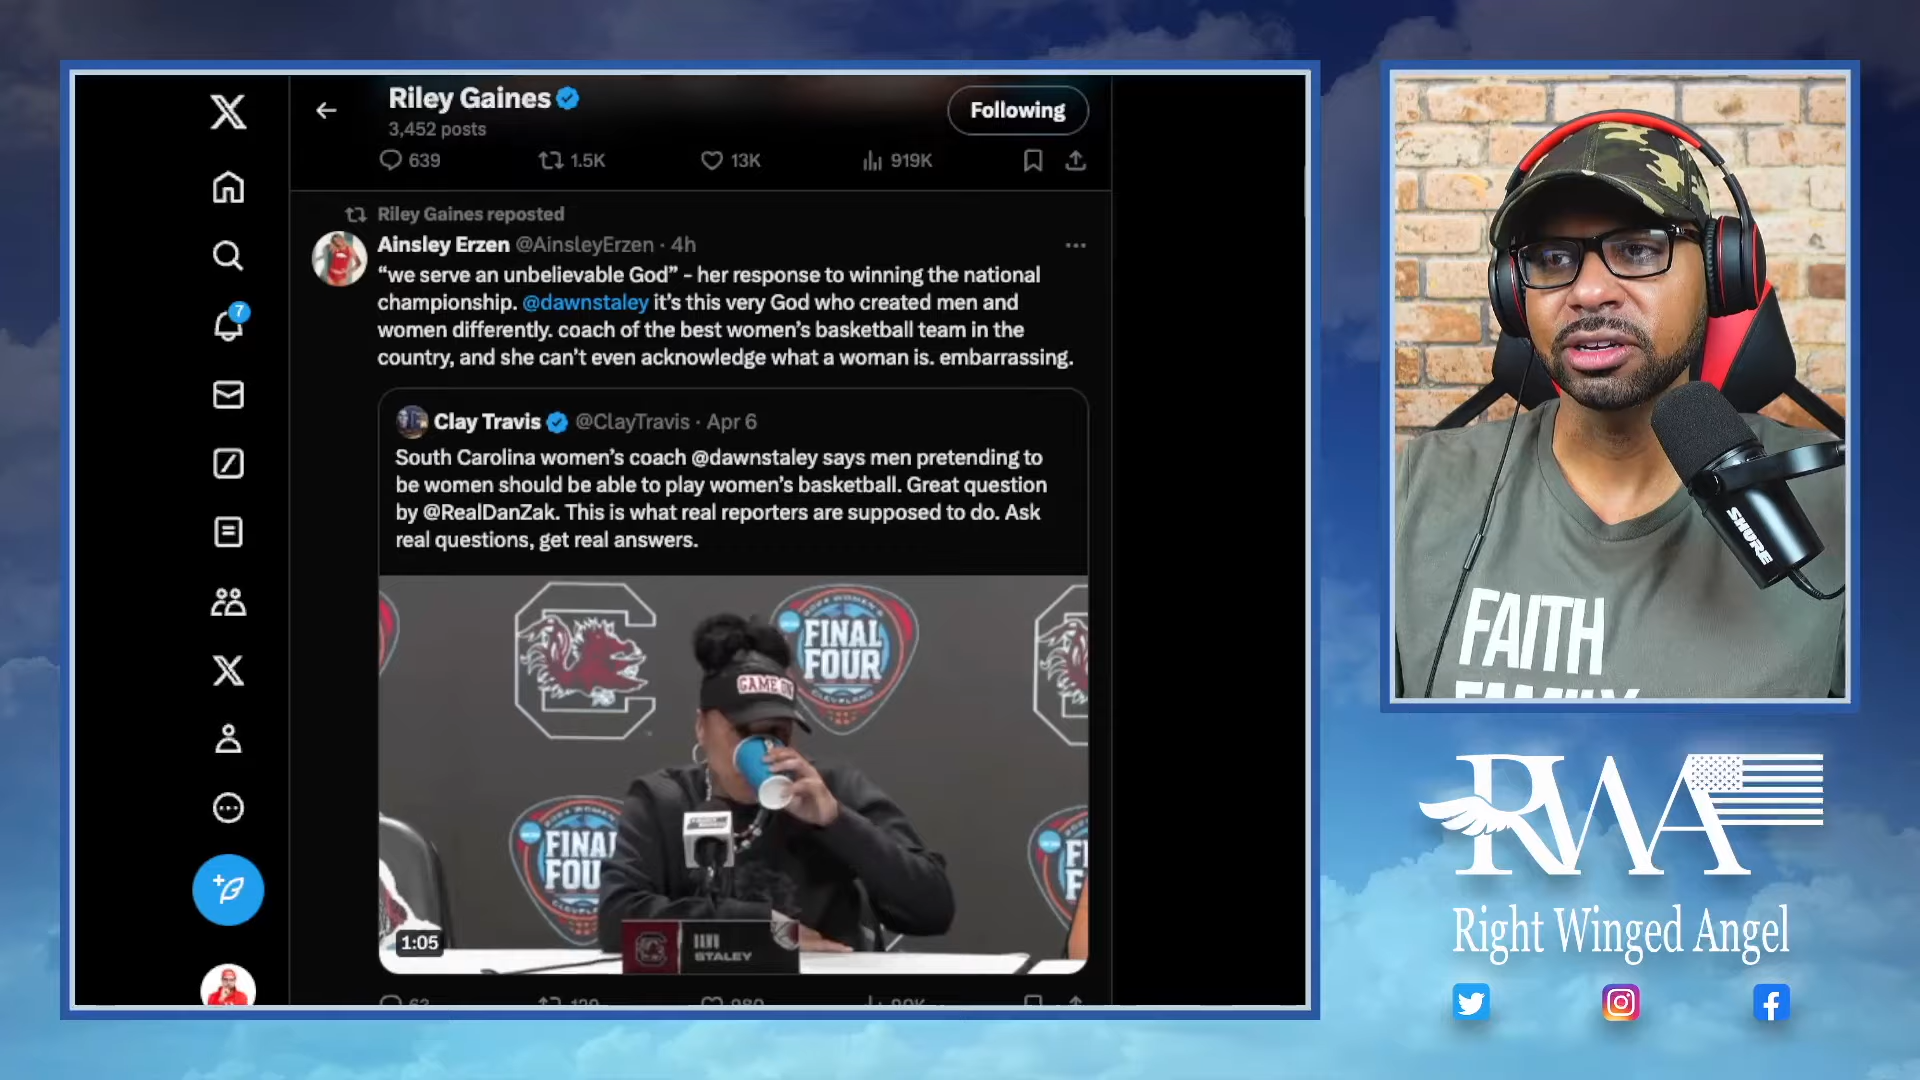 Riley Gaines
3,452 posts
Following
639 1.5K 13K 919K
Riley Gaines reposted
Ainsley Erzen @AinsleyErzen · 4h
“we serve an unbelievable God” - her response to winning the national
championship. @dawnstaley it’s this very God who created men and
women differently. coach of the best women’s basketball team in the
country, and she can’t even acknowledge what a woman is. embarrassing.
7
Clay Travis @ClayTravis · Apr 6
South Carolina women’s coach @dawnstaley says men pretending to
be women should be able to play women’s basketball. Great question
by @RealDanZak. This is what real reporters are supposed to do. Ask
real questions, get real answers.
FINAL
FOUR
CLEVELAND
GAME
FINAL
FOU
CLEVELAND
STALEY
1:05
SHURE
FAITH
FAMILY
RWA
Right Winged Angel